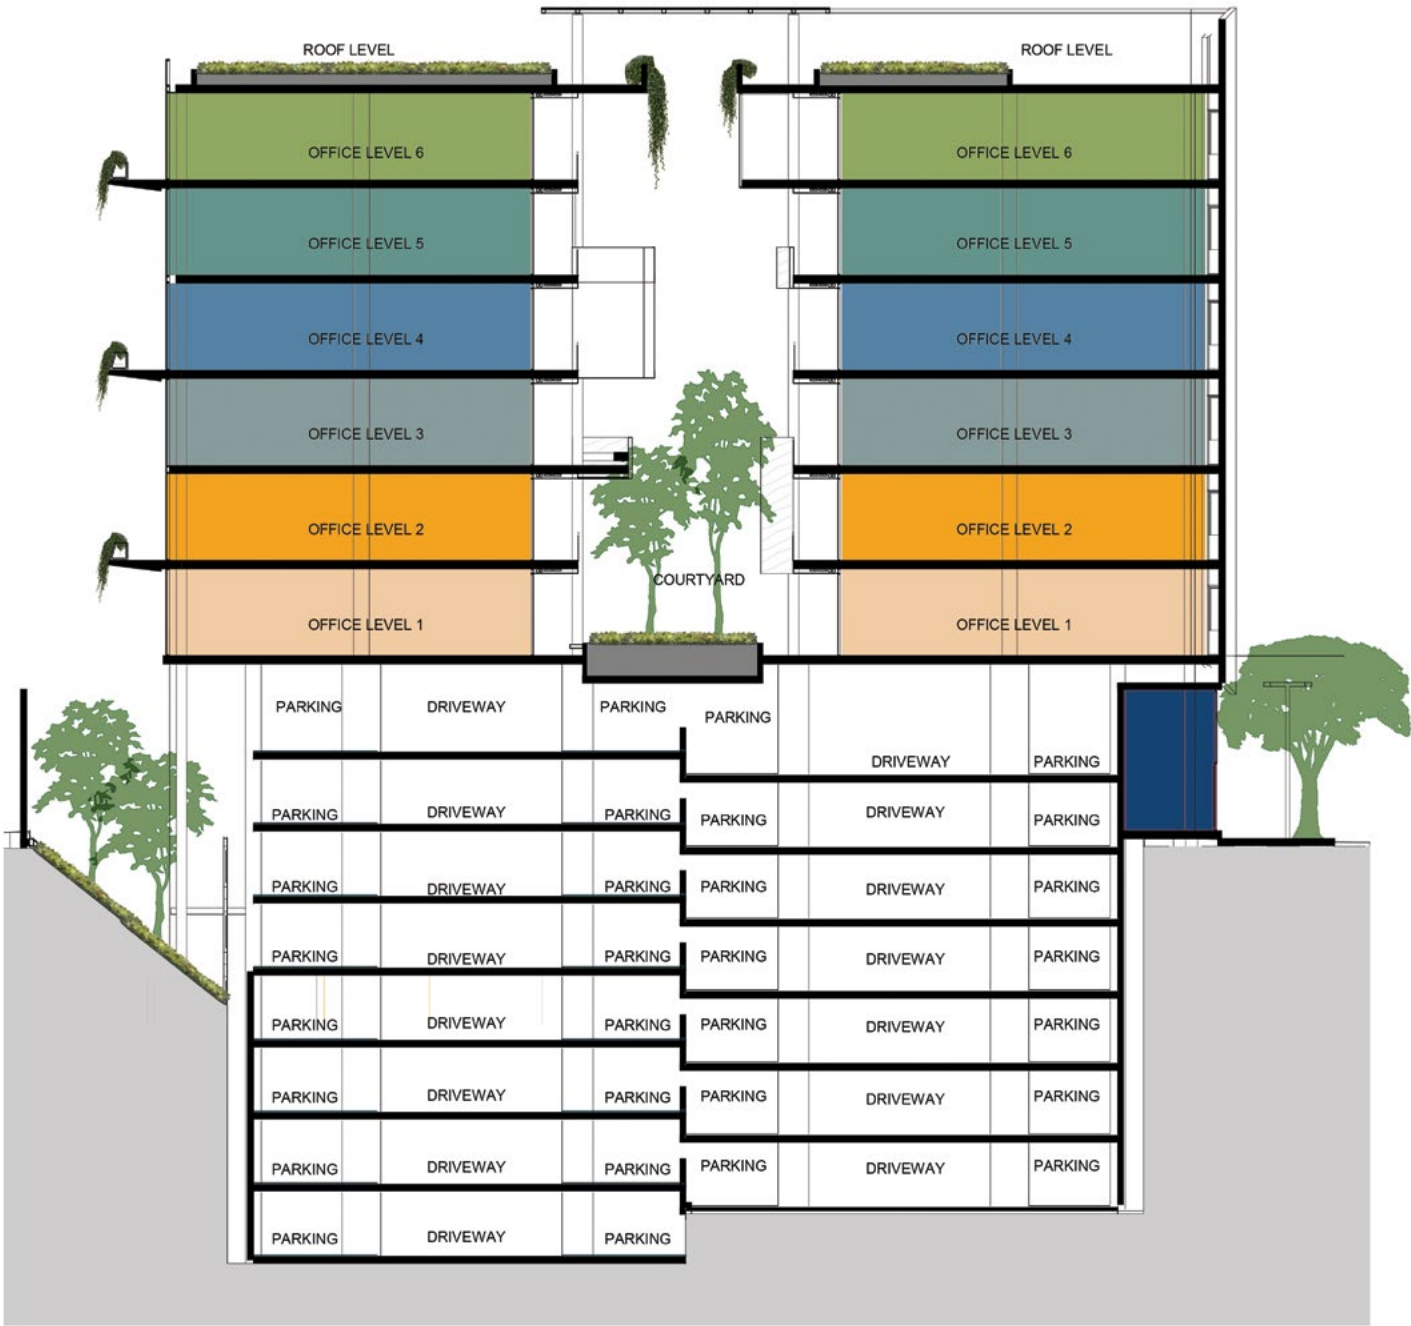 ROOF LEVEL ROOF LEVEL
OFFICE LEVEL 6 OFFICE LEVEL 6
OFFICE LEVEL 5 OFFICE LEVEL 5
OFFICE LEVEL 4 OFFICE LEVEL 4
OFFICE LEVEL 3 OFFICE LEVEL 3
OFFICE LEVEL 2 OFFICE LEVEL 2
COURTYARD
OFFICE LEVEL 1 OFFICE LEVEL 1
PARKING DRIVEWAY PARKING PARKING
DRIVEWAY PARKING
PARKING DRIVEWAY PARKING PARKING DRIVEWAY PARKING
PARKING DRIVEWAY PARKING PARKING DRIVEWAY PARKING
PARKING DRIVEWAY PARKING PARKING DRIVEWAY PARKING
PARKING DRIVEWAY PARKING PARKING DRIVEWAY PARKING
PARKING DRIVEWAY PARKING PARKING DRIVEWAY PARKING
PARKING DRIVEWAY PARKING PARKING DRIVEWAY PARKING
PARKING DRIVEWAY PARKING